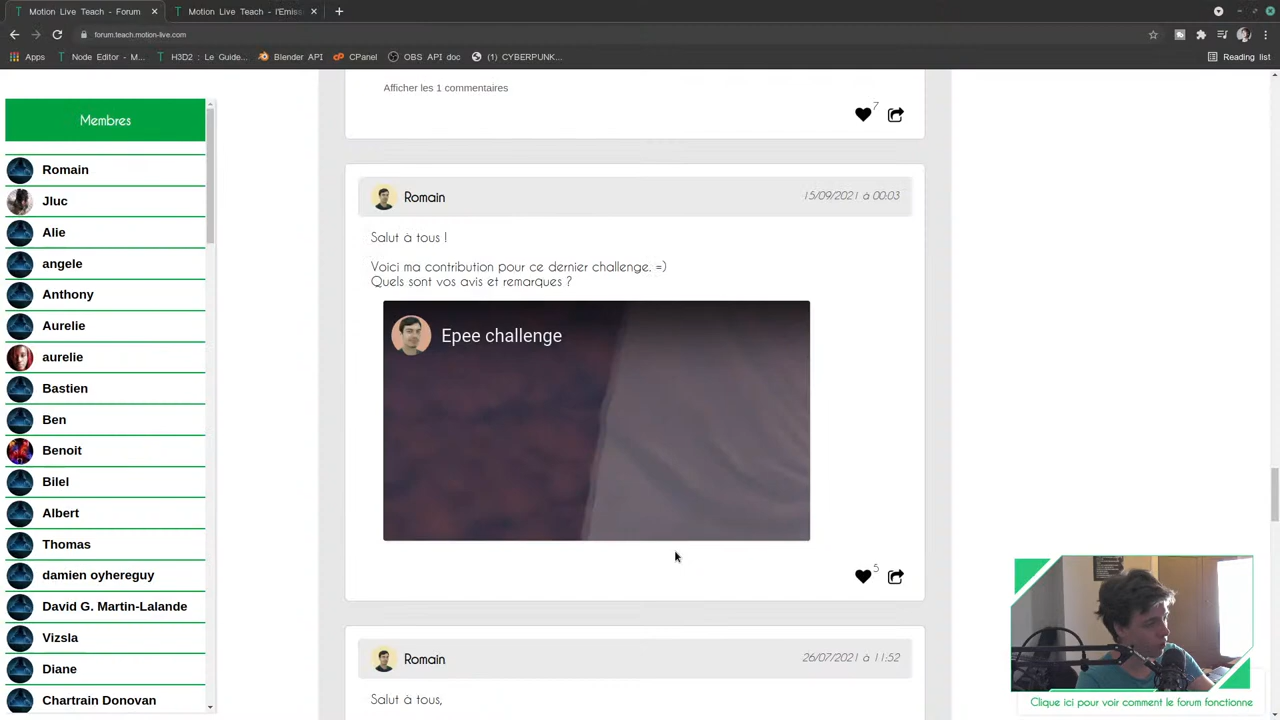 Motion Live Teach - Forum
Motion Live Teach - l'Emiss
forum.teach.motion-live.com
Apps
Node Editor - M...
H3D2 : Le Guide...
Blender API
CPanel
OBS API doc
(1) CYBERPUNK...
Reading list
Membres
Romain
Jluc
Alie
angele
Anthony
Aurelie
aurelie
Bastien
Ben
Benoit
Bilel
Albert
Thomas
damien oyhereguy
David G. Martin-Lalande
Vizsla
Diane
Chartrain Donovan
Afficher les 1 commentaires
7
Romain
15/09/2021 à 00:03
Salut à tous !
Voici ma contribution pour ce dernier challenge. =)
Quels sont vos avis et remarques ?
Epee challenge
5
Romain
26/07/2021 à 11:52
Salut à tous,
Clique ici pour voir comment le forum fonctionne